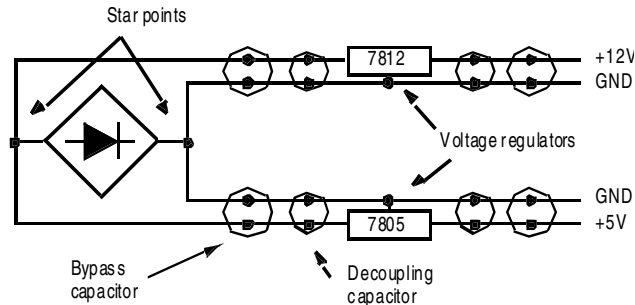 Star points
7812
+12V
GND
Voltage regulators
GND
7805
+5V
Bypass
capacitor
Decoupling
capacitor